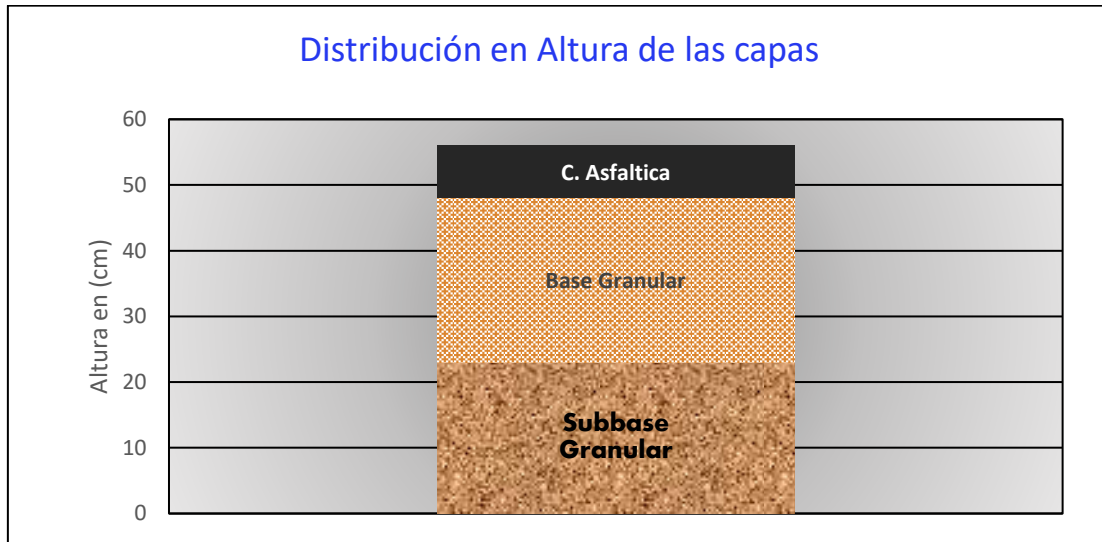 Distribución en Altura de las capas
60
50
40
30
20
10
0
Altura en (cm)
C. Asfaltica
Base Granular
Subbase
Granular